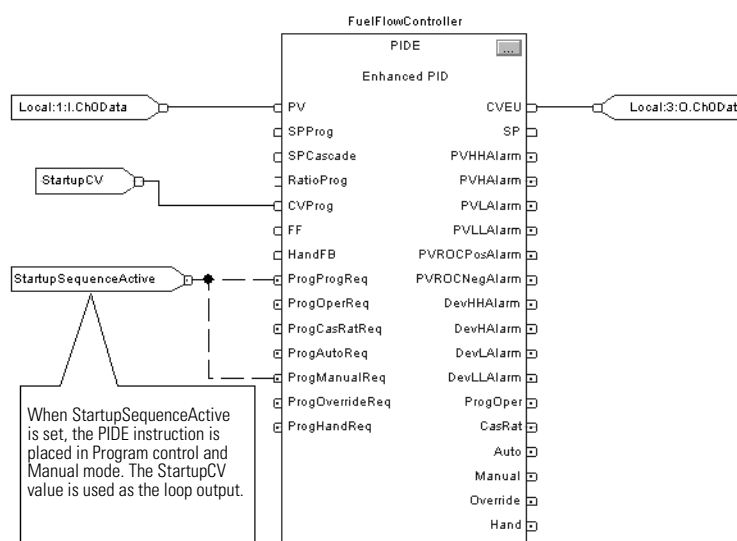 FuelFlowController
PIDE
...
Enhanced PID
Local:1:I.Ch0Data
PV
CVEU
Local:3:O.Ch0Dat
SPProg
SP
SPCascade
PVHHAlarm
StartupCV
RatioProg
PVHAlarm
CVProg
PVLAlarm
FF
PVLLAlarm
HandFB
PVROCPosAlarm
StartupSequenceActive
ProgProgReq
PVROCNegAlarm
ProgOperReq
DevHHAlarm
ProgCasRatReq
DevHAlarm
ProgAutoReq
DevLAlarm
ProgManualReq
DevLLAlarm
ProgOverrideReq
ProgOper
ProgHandReq
CasRat
Auto
Manual
Override
Hand
When StartupSequenceActive
is set, the PIDE instruction is
placed in Program control and
Manual mode. The StartupCV
value is used as the loop output.